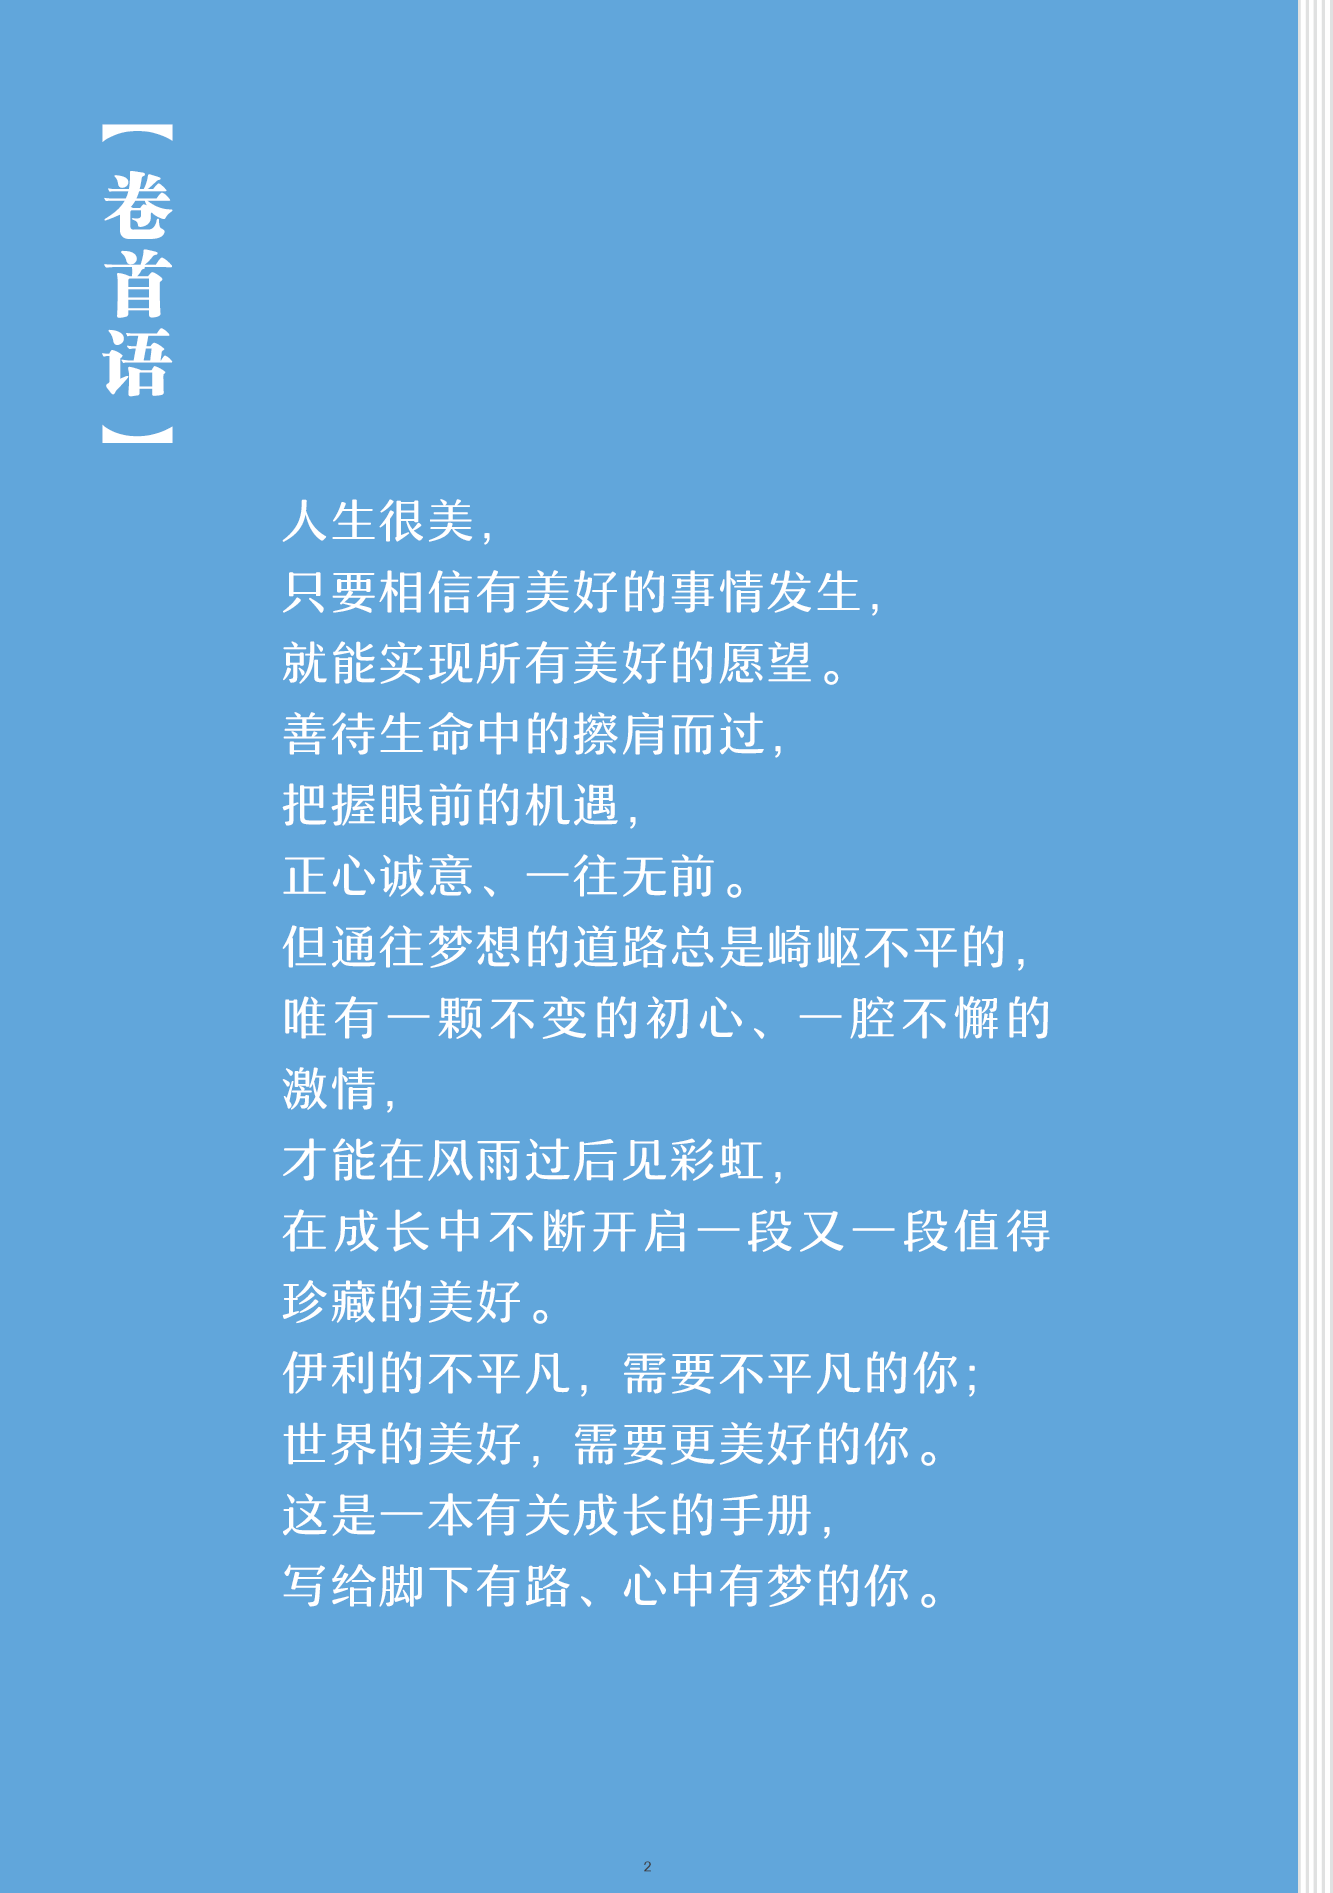 【卷首语】
人生很美，
只要相信有美好的事情发生，
就能实现所有美好的愿望。
善待生命中的擦肩而过，
把握眼前的机遇，
正心诚意、一往无前。
但通往梦想的道路总是崎岖不平的，
唯有一颗不变的初心、一腔不懈的
激情，
才能在风雨过后见彩虹，
在成长中不断开启一段又一段值得
珍藏的美好。
伊利的不平凡，需要不平凡的你；
世界的美好，需要更美好的你。
这是一本有关成长的手册，
写给脚下有路、心中有梦的你。
2